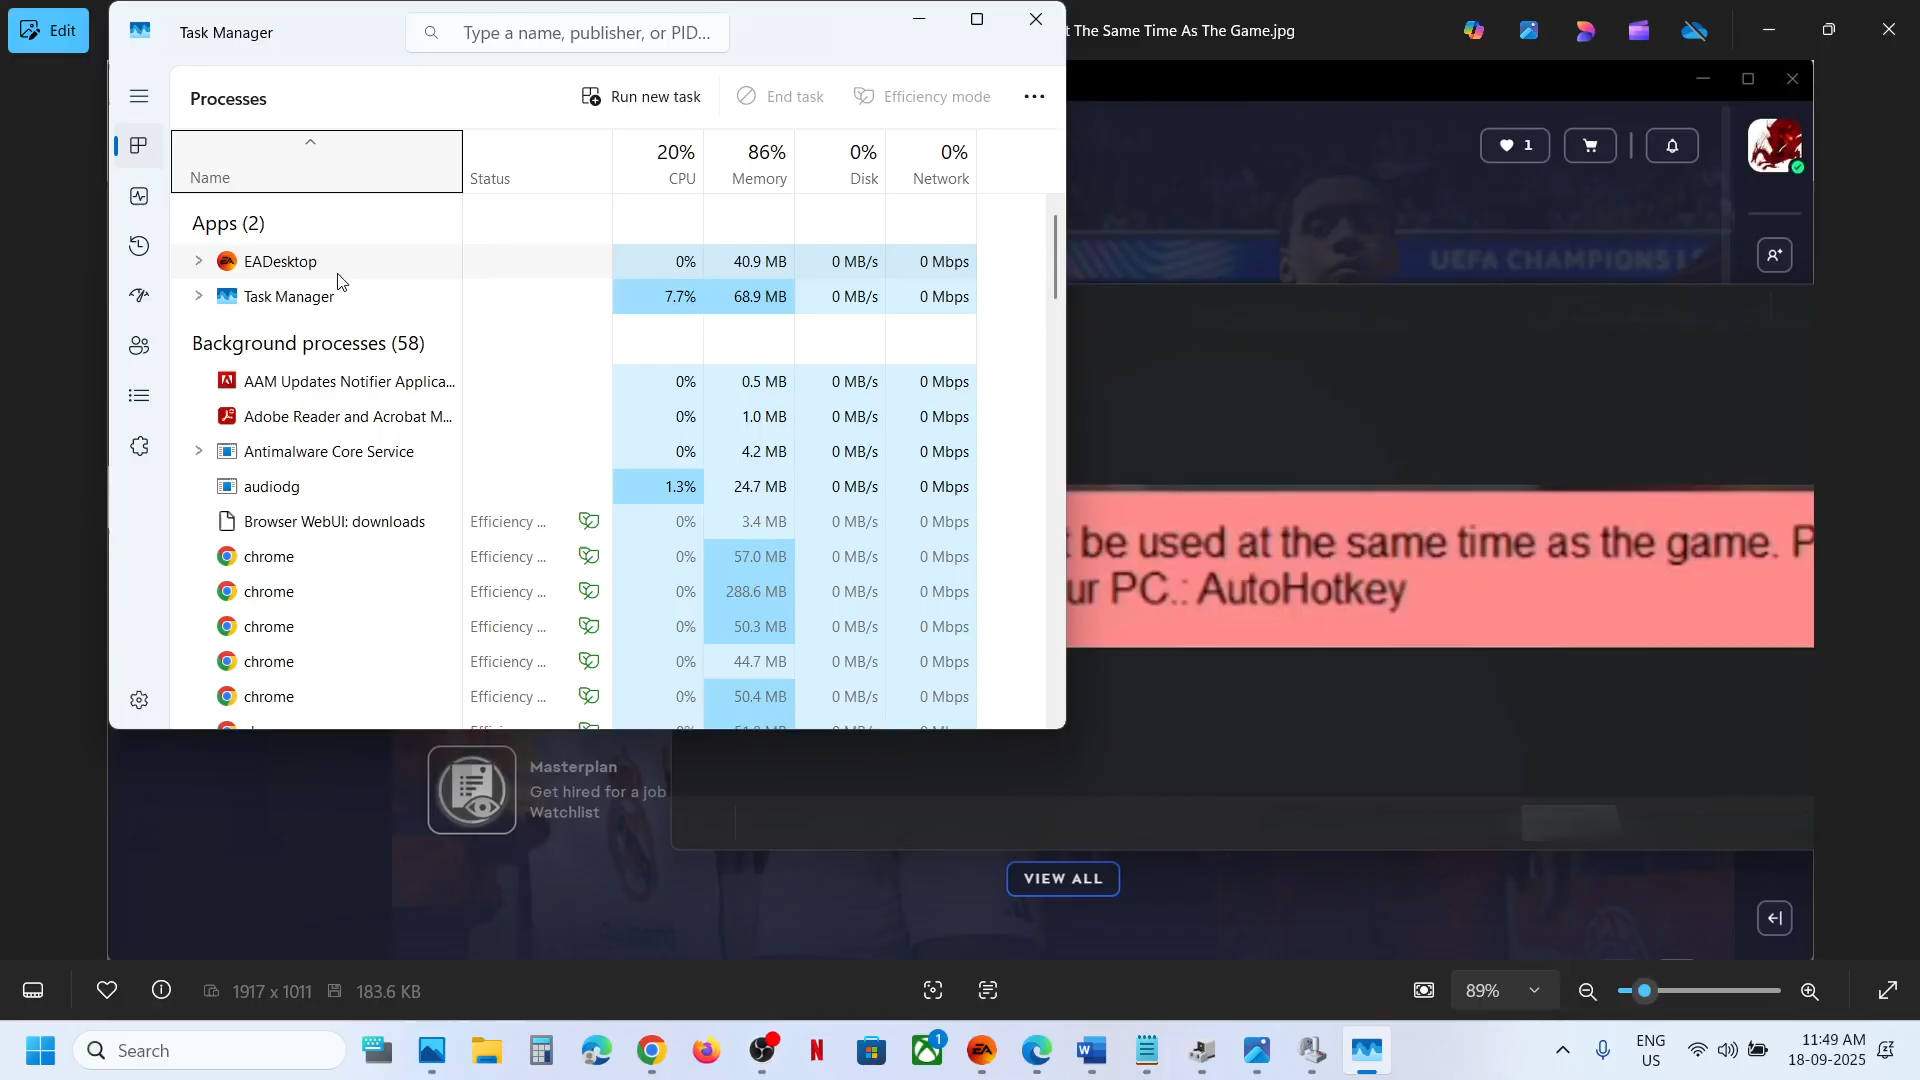 Edit
Task Manager
Type a name, publisher, or PID...
t The Same Time As The Game.jpg
Processes
Run new task
End task
Efficiency mode
Name
Status
20%
CPU
86%
Memory
0%
Disk
0%
Network
1
Apps (2)
EADesktop 0% 40.9 MB 0 MB/s 0 Mbps
Task Manager 7.7% 68.9 MB 0 MB/s 0 Mbps
Background processes (58)
AAM Updates Notifier Applica... 0% 0.5 MB 0 MB/s 0 Mbps
Adobe Reader and Acrobat M... 0% 1.0 MB 0 MB/s 0 Mbps
Antimalware Core Service 0% 4.2 MB 0 MB/s 0 Mbps
audiodg 1.3% 24.7 MB 0 MB/s 0 Mbps
Browser WebUI: downloads Efficiency ... 0% 3.4 MB 0 MB/s 0 Mbps
chrome Efficiency ... 0% 57.0 MB 0 MB/s 0 Mbps
chrome Efficiency ... 0% 288.6 MB 0 MB/s 0 Mbps
chrome Efficiency ... 0% 50.3 MB 0 MB/s 0 Mbps
chrome Efficiency ... 0% 44.7 MB 0 MB/s 0 Mbps
chrome Efficiency ... 0% 50.4 MB 0 MB/s 0 Mbps
UEFA CHAMPIONS
t be used at the same time as the game. P
ur PC.: AutoHotkey
Masterplan
Get hired for a job
Watchlist
VIEW ALL
1917 x 1011
183.6 KB
89%
Search
1
ENG
US
11:49 AM
18-09-2025